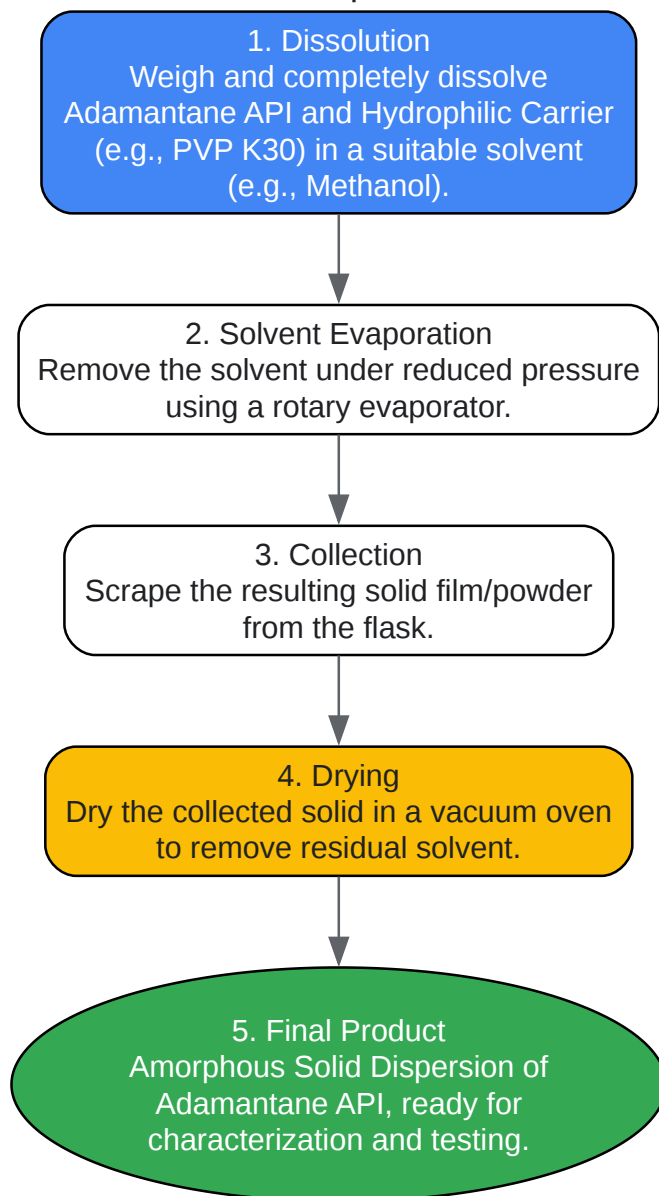 1. Dissolution
Weigh and completely dissolve
Adamantane API and Hydrophilic Carrier
(e.g., PVP K30) in a suitable solvent
(e.g., Methanol).
2. Solvent Evaporation
Remove the solvent under reduced pressure
using a rotary evaporator.
3. Collection
Scrape the resulting solid film/powder
from the flask.
4. Drying
Dry the collected solid in a vacuum oven
to remove residual solvent.
5. Final Product
Amorphous Solid Dispersion of
Adamantane API, ready for
characterization and testing.